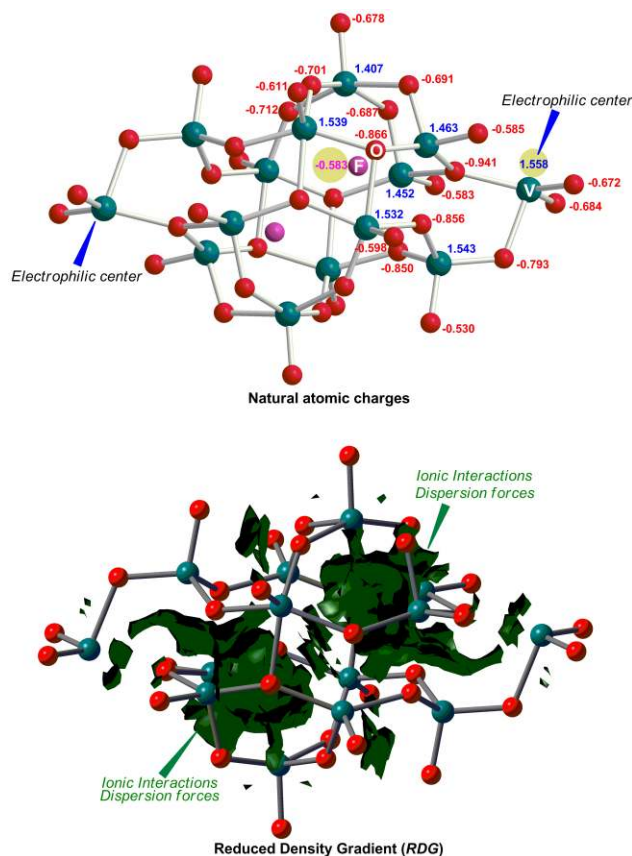 -0.678
-0.701
1.407
-0.691
-0.611
Electrophilic center
-0.712
-0.687
1.539
1.463
-0.585
-0.866
O
-0.941
1.558
-0.583
F
-0.672
V
1.452
-0.583
-0.684
1.532
-0.856
-0.598
1.543
Electrophilic center
-0.850
-0.793
-0.530
Natural atomic charges
Ionic Interactions
Dispersion forces
Ionic Interactions
Dispersion forces
Reduced Density Gradient (RDG)